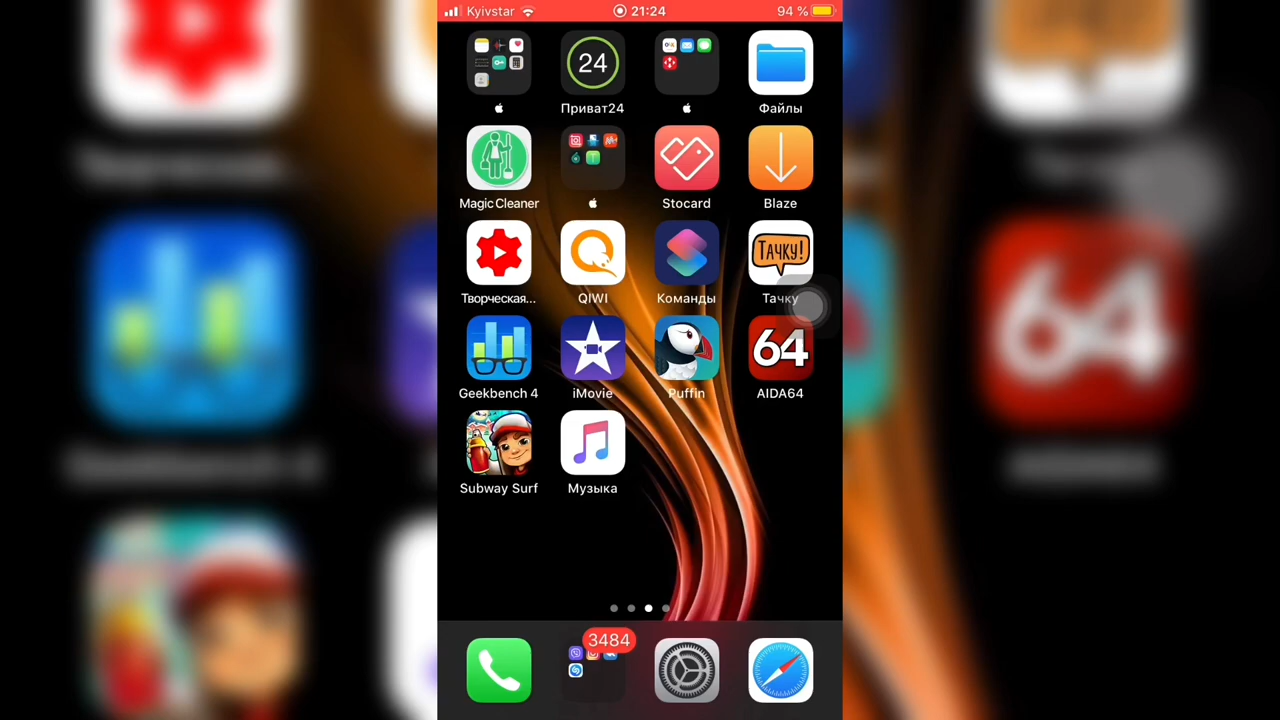 Kyivstar 21:24 94 %
24
Приват24 Файлы
Magic Cleaner Stocard Blaze
ТАЧКУ!
Творческая... QIWI Команды Тачку
64
Geekbench 4 iMovie Puffin AIDA64
Subway Surf Музыка
3484
64